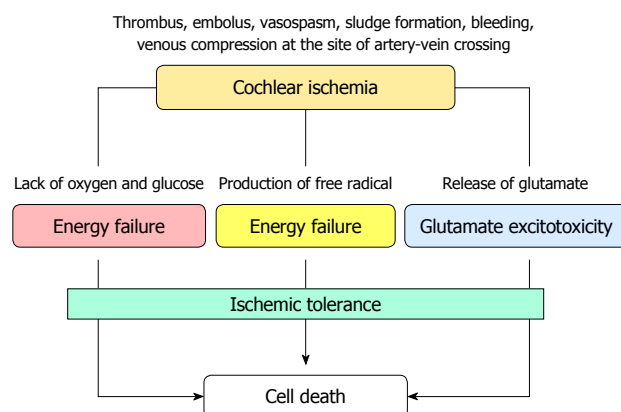 Thrombus, embolus, vasospasm, sludge formation, bleeding,
venous compression at the site of artery-vein crossing
Cochlear ischemia
Lack of oxygen and glucose
Production of free radical
Release of glutamate
Energy failure
Energy failure
Glutamate excitotoxicity
Ischemic tolerance
Cell death